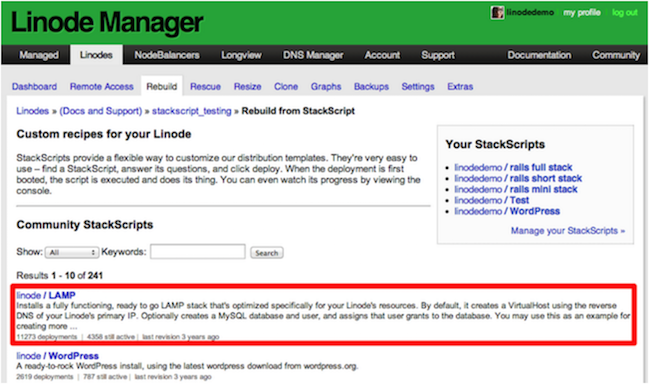 Linode Manager
linodedemo my profile log out
Managed Linodes NodeBalancers Longview DNS Manager Account Support Documentation Community
Dashboard Remote Access Rebuild Rescue Resize Clone Graphs Backups Settings Extras
Linodes » (Docs and Support) » stackscript_testing » Rebuild from StackScript
Custom recipes for your Linode
StackScripts provide a flexible way to customize our distribution templates. They're very easy to
use – find a StackScript, answer its questions, and click deploy. When the deployment is first
booted, the script is executed and does its thing. You can even watch its progress by viewing the
console.
Your StackScripts
• linodedemo / rails full stack
• linodedemo / rails short stack
• linodedemo / rails mini stack
• linodedemo / Test
• linodedemo / WordPress
Manage your StackScripts »
Community StackScripts
Show: All Keywords: Search
Results 1 - 10 of 241
linode / LAMP
Installs a fully functioning, ready to go LAMP stack that's optimized specifically for your Linode's resources. By default, it creates a VirtualHost using the reverse
DNS of your Linode's primary IP. Optionally creates a MySQL database and user, and assigns that user grants to the database. You may use this as an example for
creating more ...
11273 deployments | 4358 still active | last revision 3 years ago
linode / WordPress
A ready-to-rock WordPress install, using the latest wordpress download from wordpress.org.
2619 deployments | 787 still active | last revision 3 years ago